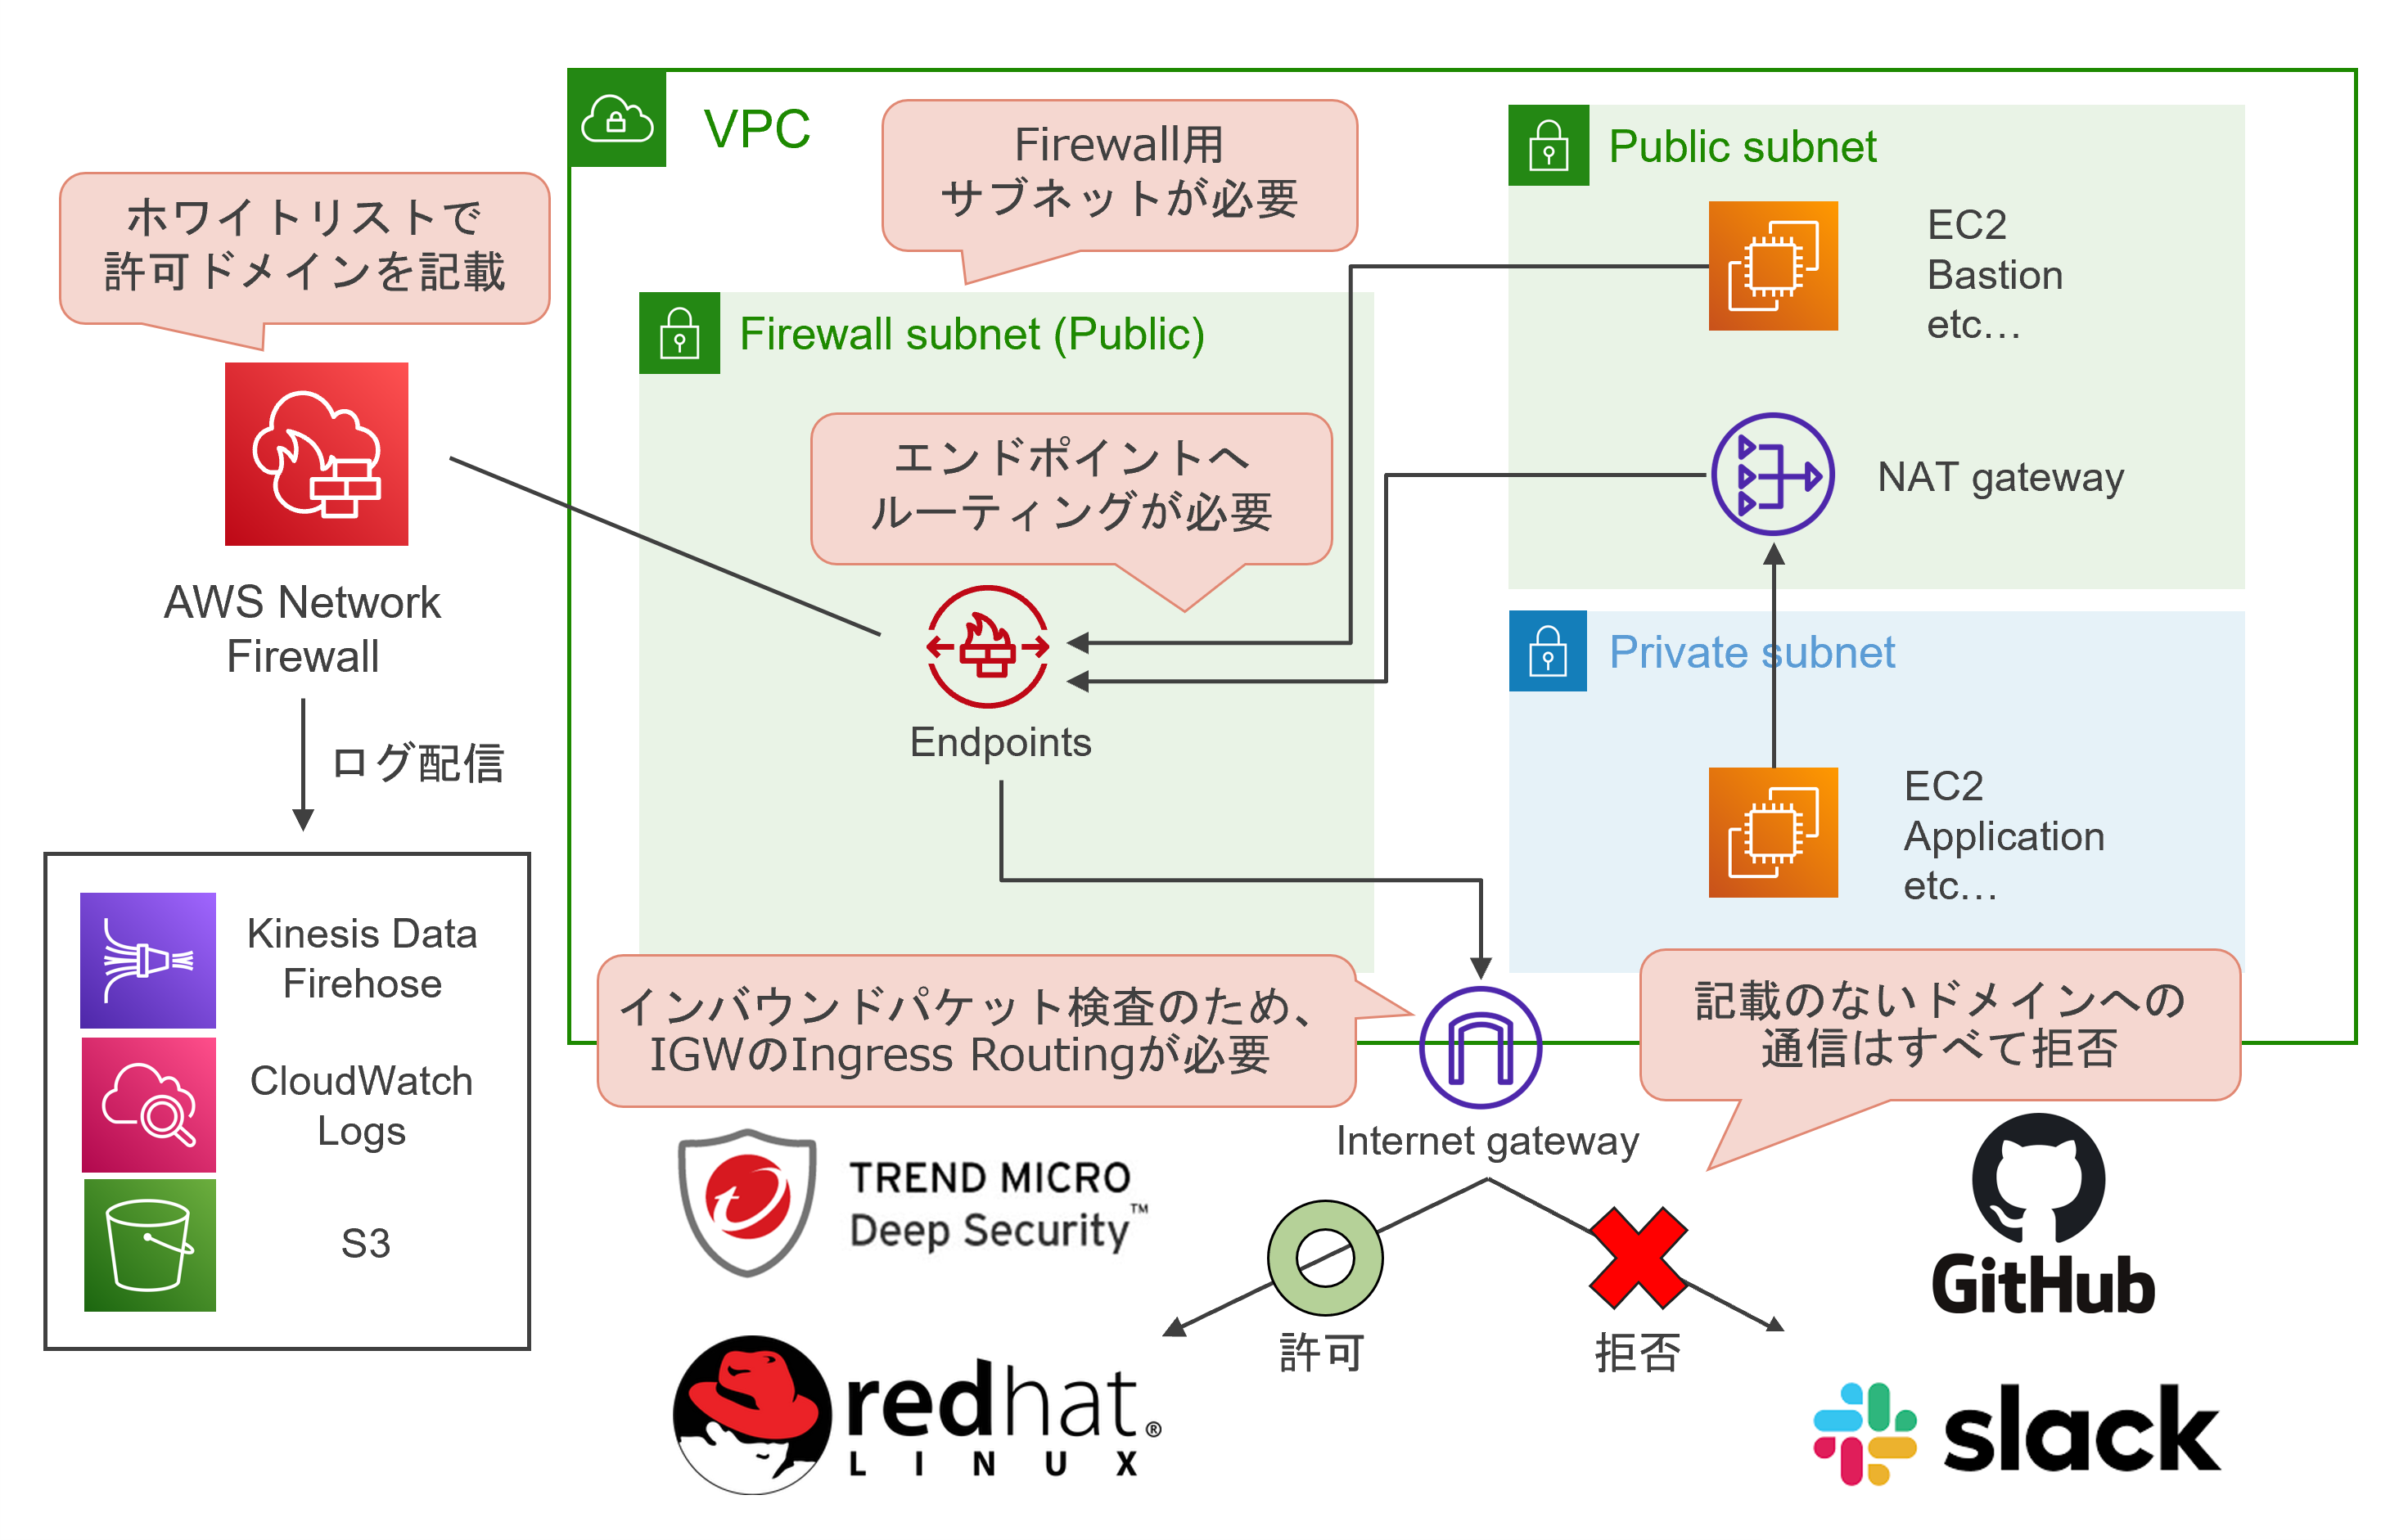 VPC
Firewall用
サブネットが必要
Public subnet
EC2
Bastion
etc…
ホワイトリストで
許可ドメインを記載
Firewall subnet (Public)
エンドポイントへ
ルーティングが必要
NAT gateway
AWS Network
Firewall
Private subnet
Endpoints
ログ配信
EC2
Application
etc…
Kinesis Data
Firehose
CloudWatch
Logs
S3
インバウンドパケット検査のため、
IGWのIngress Routingが必要
記載のないドメインへの
通信はすべて拒否
Internet gateway
TREND MICRO
Deep Security™
許可
拒否
GitHub
redhat®
LINUX
slack